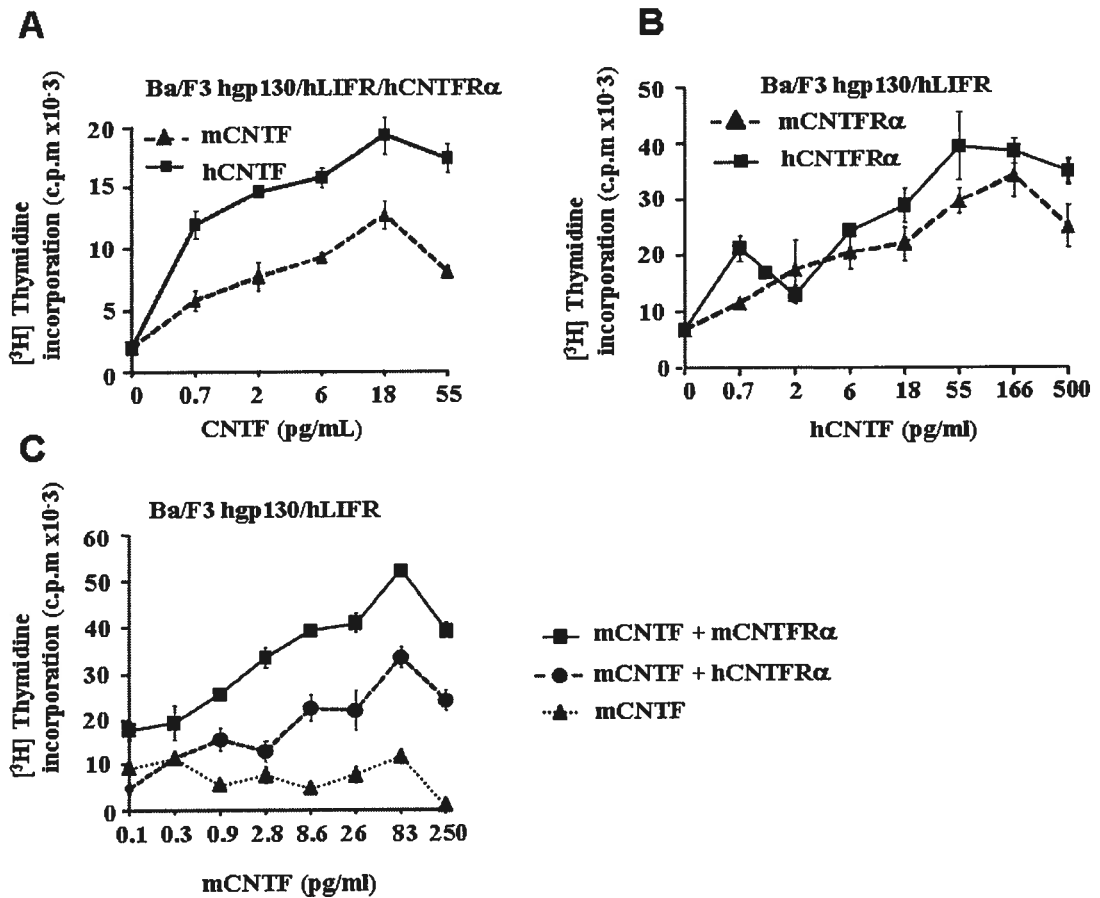 A
Ba/F3 hgp130/hLIFR/hCNTFRα
mCNTF
hCNTF
[³H] Thymidine
incorporation (c.p.m x10-3)
20
15
10
5
0
0 0.7 2 6 18 55
CNTF (pg/mL)
B
Ba/F3 hgp130/hLIFR
mCNTFRα
hCNTFRα
[³H] Thymidine
incorporation (c.p.m x10-3)
50
40
30
20
10
0
0 0.7 2 6 18 55 166 500
hCNTF (pg/ml)
C
Ba/F3 hgp130/hLIFR
[³H] Thymidine
incorporation (c.p.m x10-3)
60
50
40
30
20
10
0
0.1 0.3 0.9 2.8 8.6 26 83 250
mCNTF (pg/ml)
mCNTF + mCNTFRα
mCNTF + hCNTFRα
mCNTF